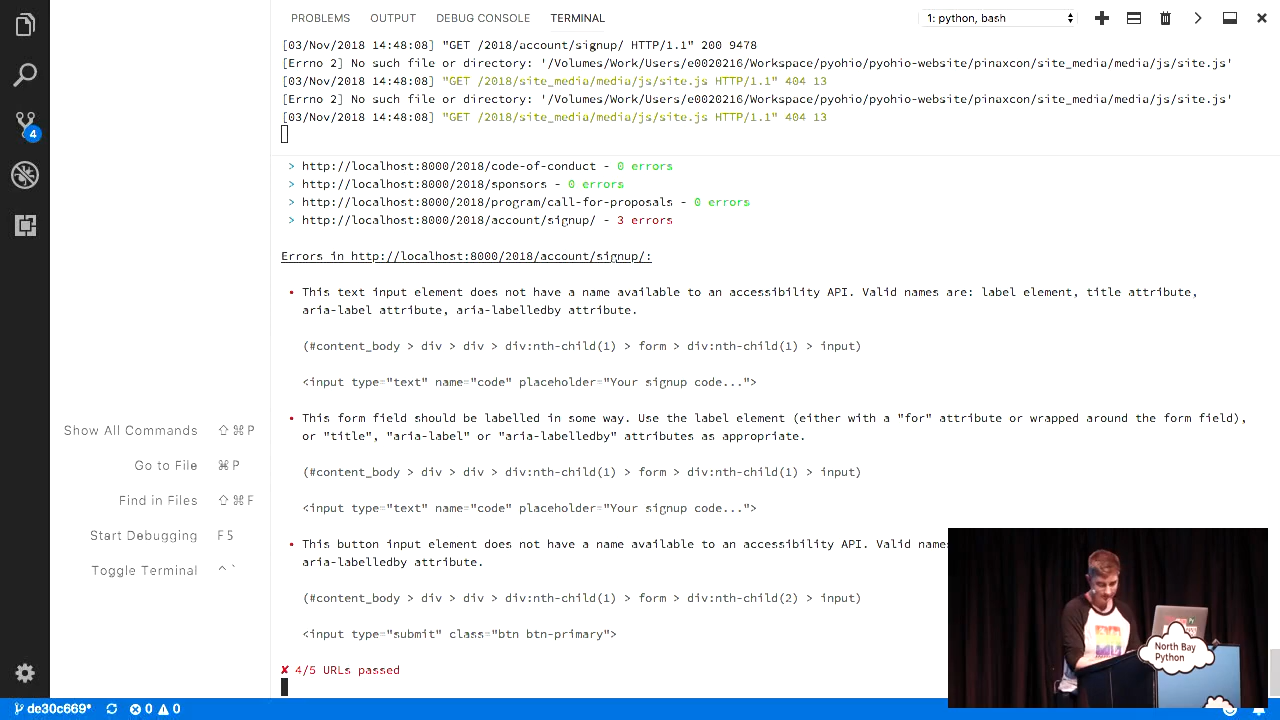 PROBLEMS OUTPUT DEBUG CONSOLE TERMINAL 1: python, bash
[03/Nov/2018 14:48:08] "GET /2018/account/signup/ HTTP/1.1" 200 9478
[Errno 2] No such file or directory: '/Volumes/Work/Users/e0020216/Workspace/pyohio/pyohio-website/pinaxcon/site_media/media/js/site.js'
[03/Nov/2018 14:48:08] "GET /2018/site_media/media/js/site.js HTTP/1.1" 404 13
[Errno 2] No such file or directory: '/Volumes/Work/Users/e0020216/Workspace/pyohio/pyohio-website/pinaxcon/site_media/media/js/site.js'
[03/Nov/2018 14:48:08] "GET /2018/site_media/media/js/site.js HTTP/1.1" 404 13
4
> http://localhost:8000/2018/code-of-conduct - 0 errors
> http://localhost:8000/2018/sponsors - 0 errors
> http://localhost:8000/2018/program/call-for-proposals - 0 errors
> http://localhost:8000/2018/account/signup/ - 3 errors
Errors in http://localhost:8000/2018/account/signup/:
• This text input element does not have a name available to an accessibility API. Valid names are: label element, title attribute,
aria-label attribute, aria-labelledby attribute.
(#content_body > div > div > div:nth-child(1) > form > div:nth-child(1) > input)
<input type="text" name="code" placeholder="Your signup code...">
• This form field should be labelled in some way. Use the label element (either with a "for" attribute or wrapped around the form field),
or "title", "aria-label" or "aria-labelledby" attributes as appropriate.
(#content_body > div > div > div:nth-child(1) > form > div:nth-child(1) > input)
<input type="text" name="code" placeholder="Your signup code...">
• This button input element does not have a name available to an accessibility API. Valid names
aria-labelledby attribute.
(#content_body > div > div > div:nth-child(1) > form > div:nth-child(2) > input)
<input type="submit" class="btn btn-primary">
✘ 4/5 URLs passed
Show All Commands ⇧⌘P
Go to File ⌘P
Find in Files ⇧⌘F
Start Debugging F5
Toggle Terminal ^`
North Bay
Python
de30c669* 0 0